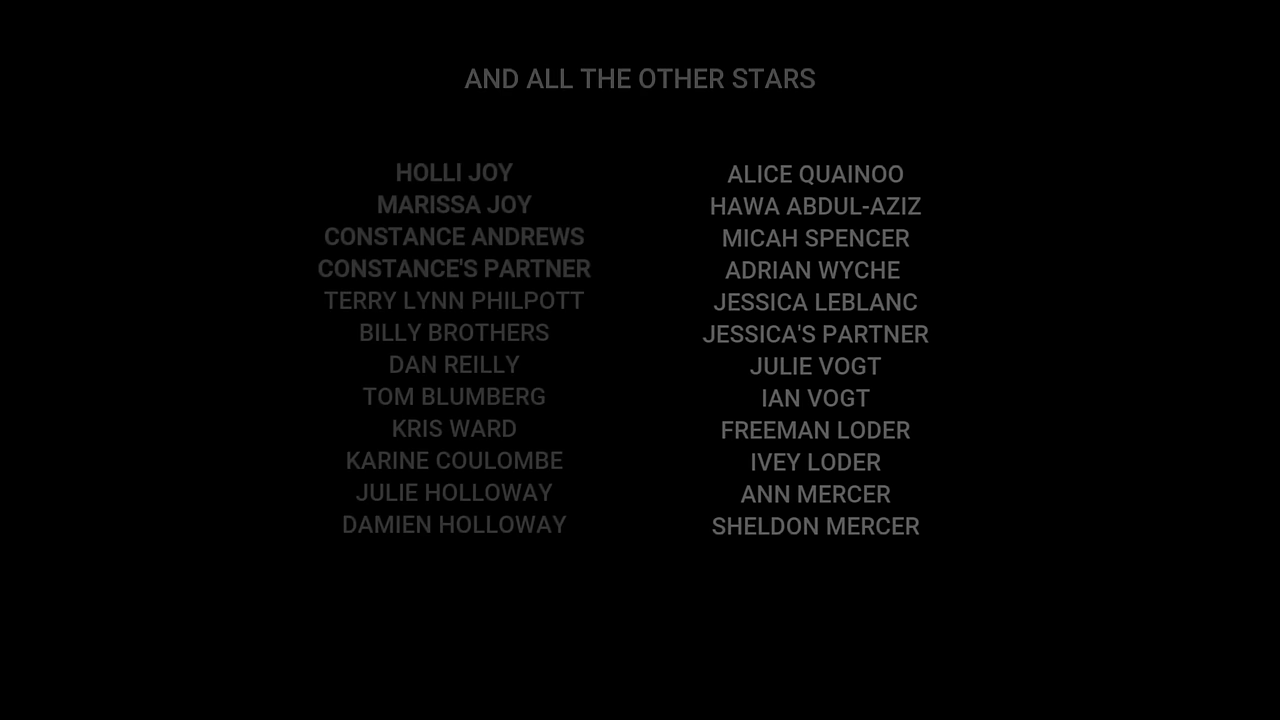 AND ALL THE OTHER STARS
HOLLI JOY
MARISSA JOY
CONSTANCE ANDREWS
CONSTANCE'S PARTNER
TERRY LYNN PHILPOTT
BILLY BROTHERS
DAN REILLY
TOM BLUMBERG
KRIS WARD
KARINE COULOMBE
JULIE HOLLOWAY
DAMIEN HOLLOWAY
ALICE QUAINOO
HAWA ABDUL-AZIZ
MICAH SPENCER
ADRIAN WYCHE
JESSICA LEBLANC
JESSICA'S PARTNER
JULIE VOGT
IAN VOGT
FREEMAN LODER
IVEY LODER
ANN MERCER
SHELDON MERCER